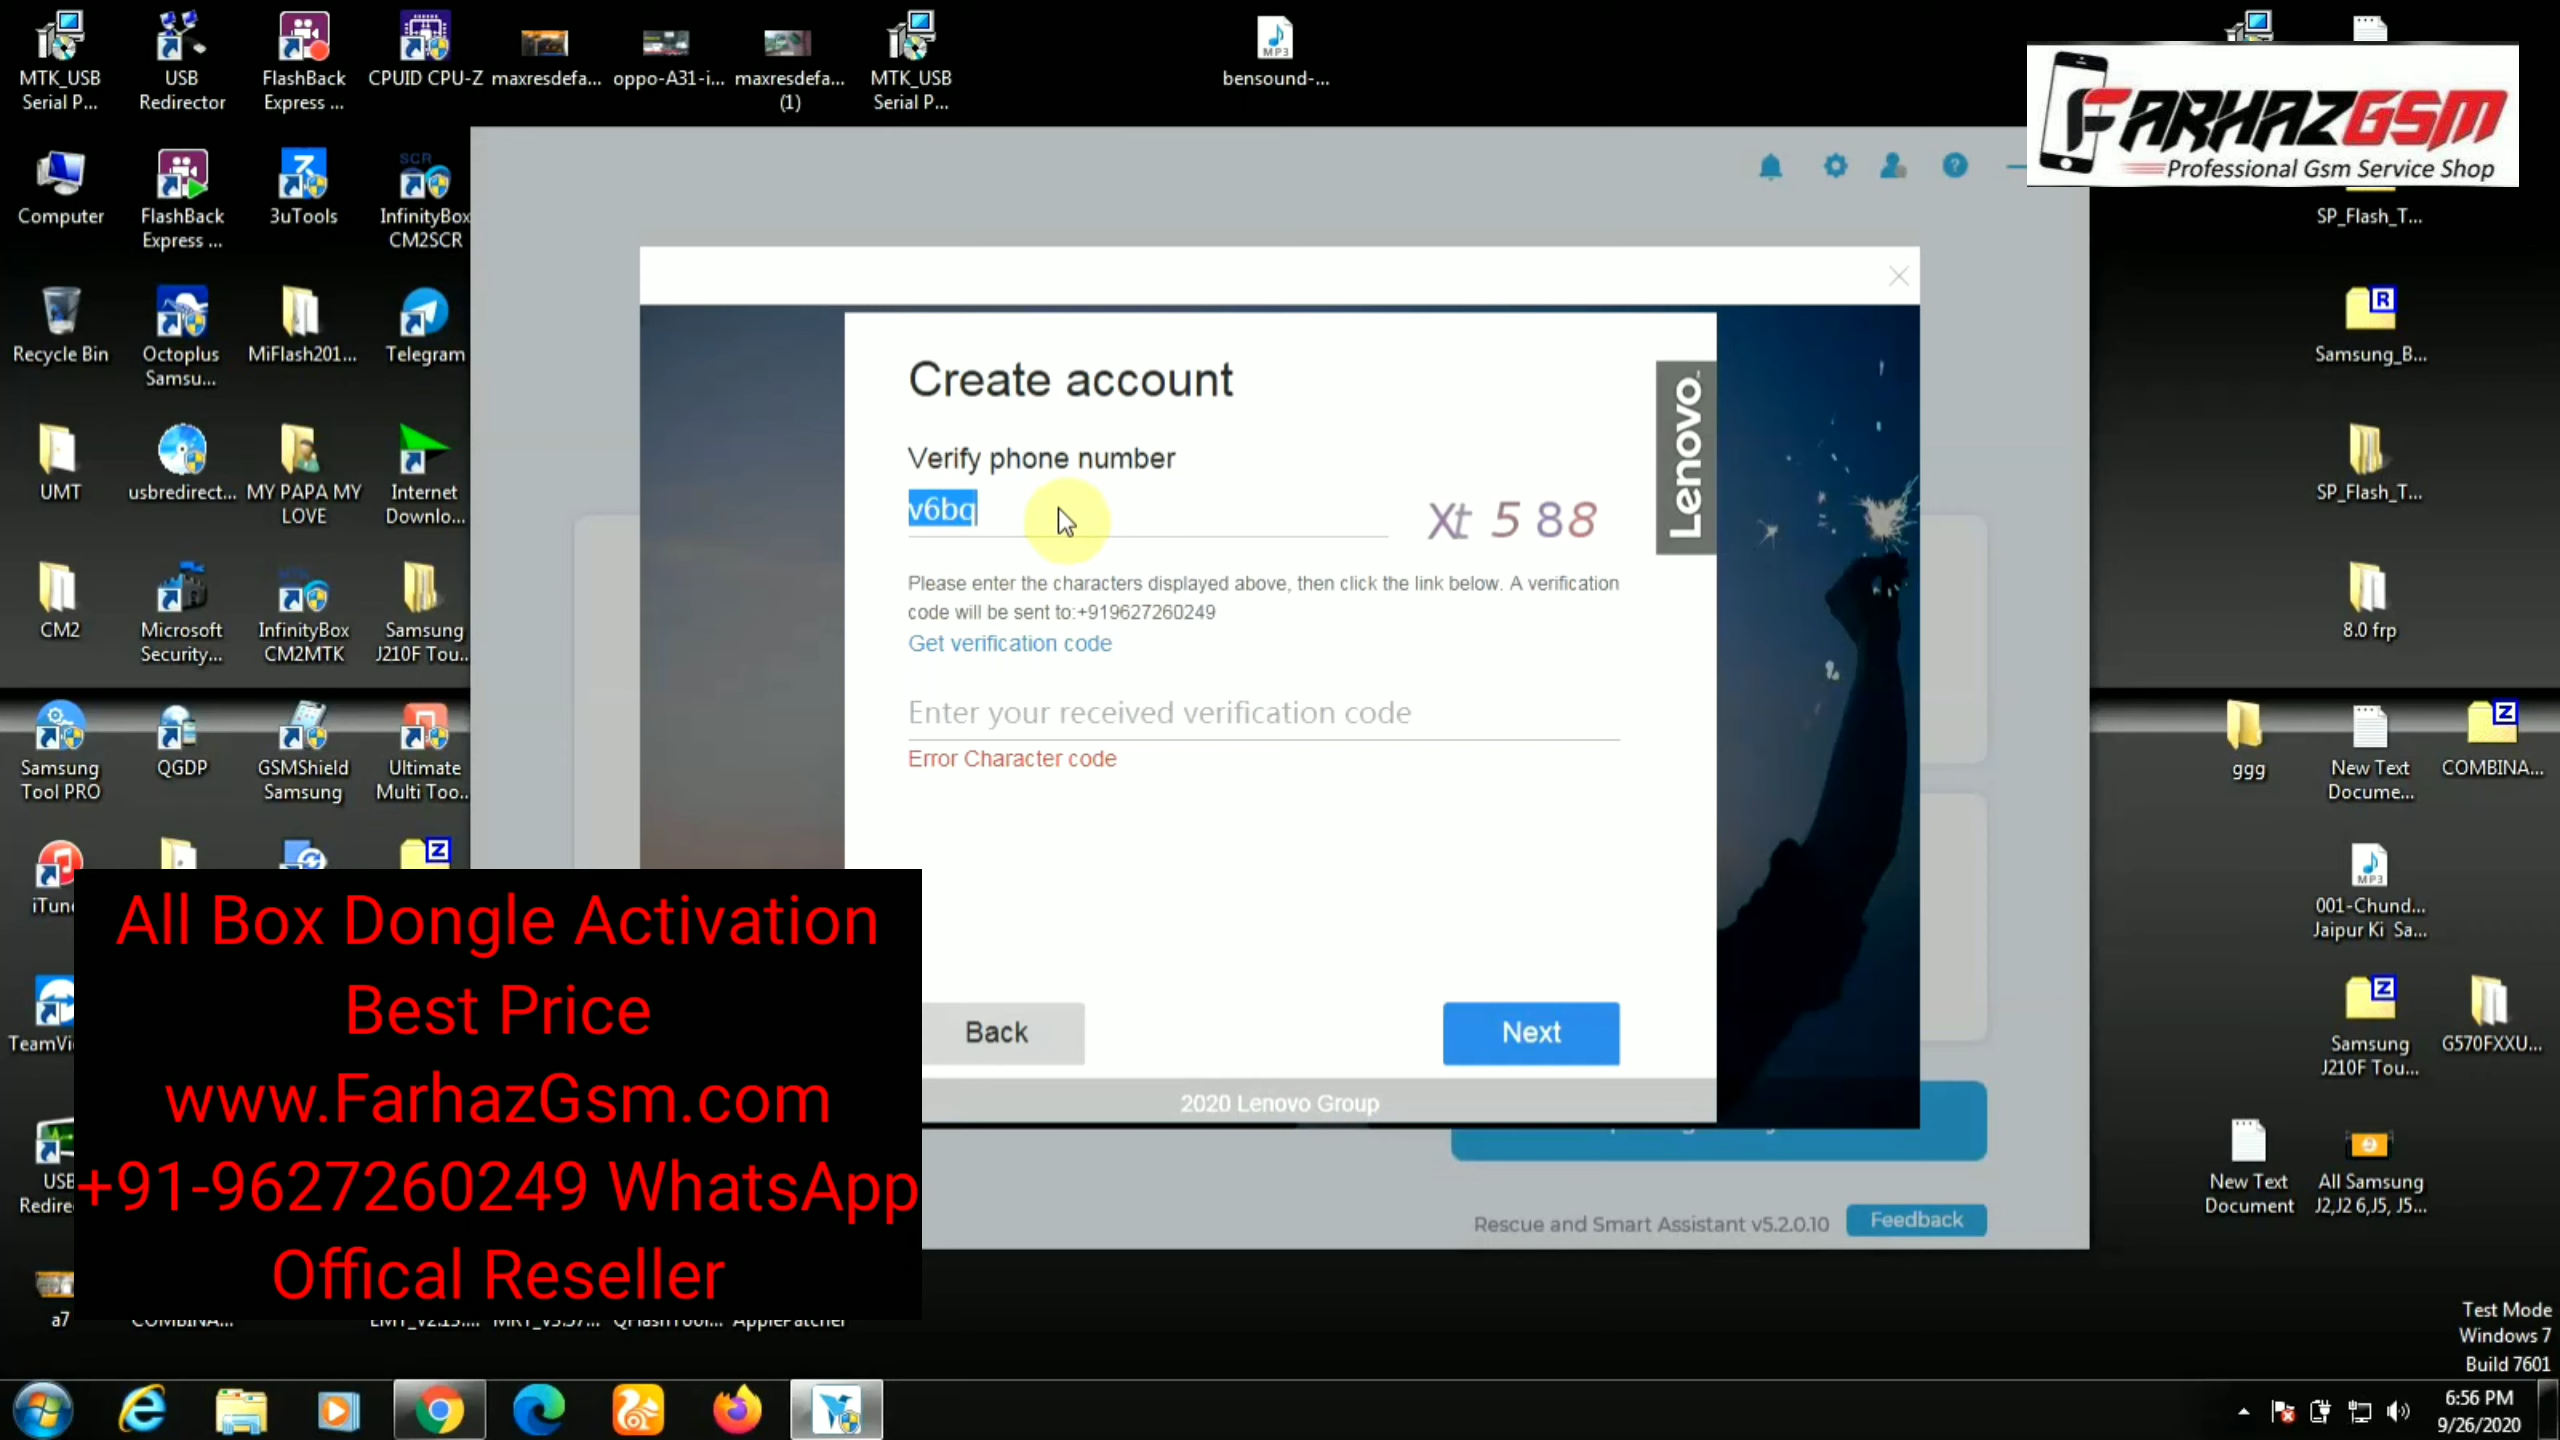 MTK_USB
Serial P...
USB
Redirector
FlashBack
Express ...
CPUID CPU-Z
maxresdefa...
oppo-A31-i...
maxresdefa...
(1)
MTK_USB
Serial P...
bensound-...
MP3
FARHAZGSM
Professional Gsm Service Shop
Computer
FlashBack
Express ...
3uTools
SCR
InfinityBox
CM2SCR
SP_Flash_T...
Recycle Bin
Octoplus
Samsu...
MiFlash201...
Telegram
Samsung_B...
UMT
usbredirect...
MY PAPA MY
LOVE
Internet
Downlo...
SP_Flash_T...
CM2
Microsoft
Security...
InfinityBox
CM2MTK
Samsung
J210F Tou...
8.0 frp
Create account
Lenovo
Verify phone number
v6bq
Xt 588
Please enter the characters displayed above, then click the link below. A verification
code will be sent to:+919627260249
Get verification code
Enter your received verification code
Error Character code
Back
Next
2020 Lenovo Group
Samsung
Tool PRO
QGDP
GSMShield
Samsung
Ultimate
Multi Too...
ggg
New Text
Docume...
COMBINA...
MP3
001-Chund...
Jaipur Ki Sa...
Samsung
J210F Tou...
G570FXXU...
New Text
Document
All Samsung
J2,J2 6,J5, J5...
All Box Dongle Activation
Best Price
www.FarhazGsm.com
+91-9627260249 WhatsApp
Offical Reseller
Rescue and Smart Assistant v5.2.0.10
Feedback
a7
Test Mode
Windows 7
Build 7601
6:56 PM
9/26/2020